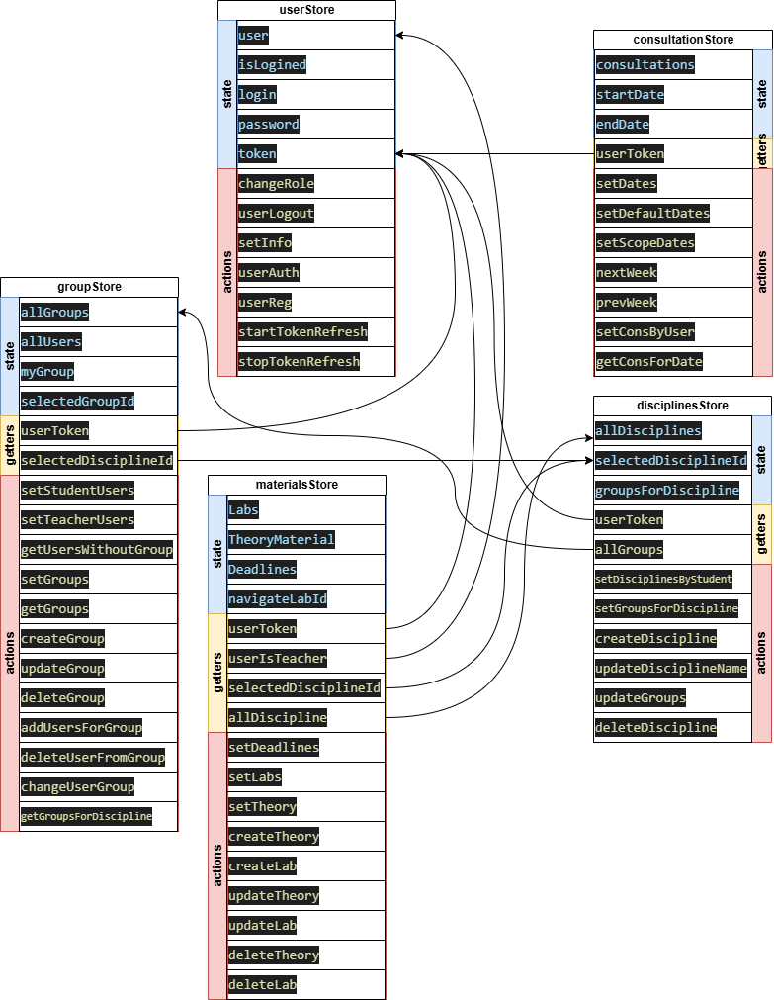 userStore
state
user
isLogined
login
password
token
actions
changeRole
userLogout
setInfo
userAuth
userReg
startTokenRefresh
stopTokenRefresh
consultationStore
state
consultations
startDate
endDate
getters
userToken
actions
setDates
setDefaultDates
setScopeDates
nextWeek
prevWeek
setConsByUser
getConsForDate
groupStore
state
allGroups
allUsers
myGroup
selectedGroupId
getters
userToken
selectedDisciplineId
actions
setStudentUsers
setTeacherUsers
getUsersWithoutGroup
setGroups
getGroups
createGroup
updateGroup
deleteGroup
addUsersForGroup
deleteUserFromGroup
changeUserGroup
getGroupsForDiscipline
materialsStore
state
Labs
TheoryMaterial
Deadlines
navigateLabId
getters
userToken
userIsTeacher
selectedDisciplineId
allDiscipline
actions
setDeadlines
setLabs
setTheory
createTheory
createLab
updateTheory
updateLab
deleteTheory
deleteLab
disciplinesStore
state
allDisciplines
selectedDisciplineId
groupsForDiscipline
getters
userToken
allGroups
actions
setDisciplinesByStudent
setGroupsForDiscipline
createDiscipline
updateDisciplineName
updateGroups
deleteDiscipline